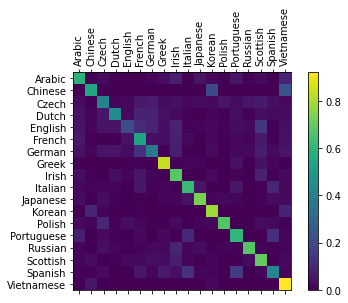 Arabic
Chinese
Czech
Dutch
English
French
German
Greek
Irish
Italian
Japanese
Korean
Polish
Portuguese
Russian
Scottish
Spanish
Vietnamese
Arabic
Chinese
Czech
Dutch
English
French
German
Greek
Irish
Italian
Japanese
Korean
Polish
Portuguese
Russian
Scottish
Spanish
Vietnamese
0.8
0.6
0.4
0.2
0.0